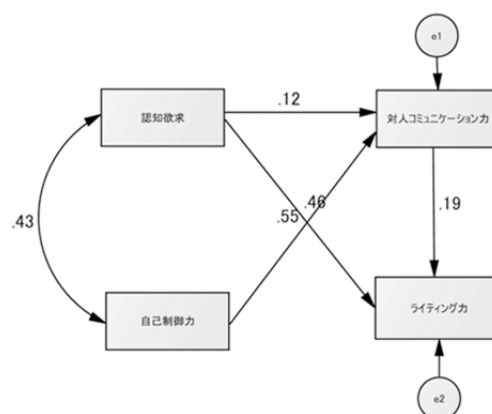 e1
認知欲求
.12
対人コミュニケーション力
.43
.46
.55
.19
自己制御力
ライティング力
e2